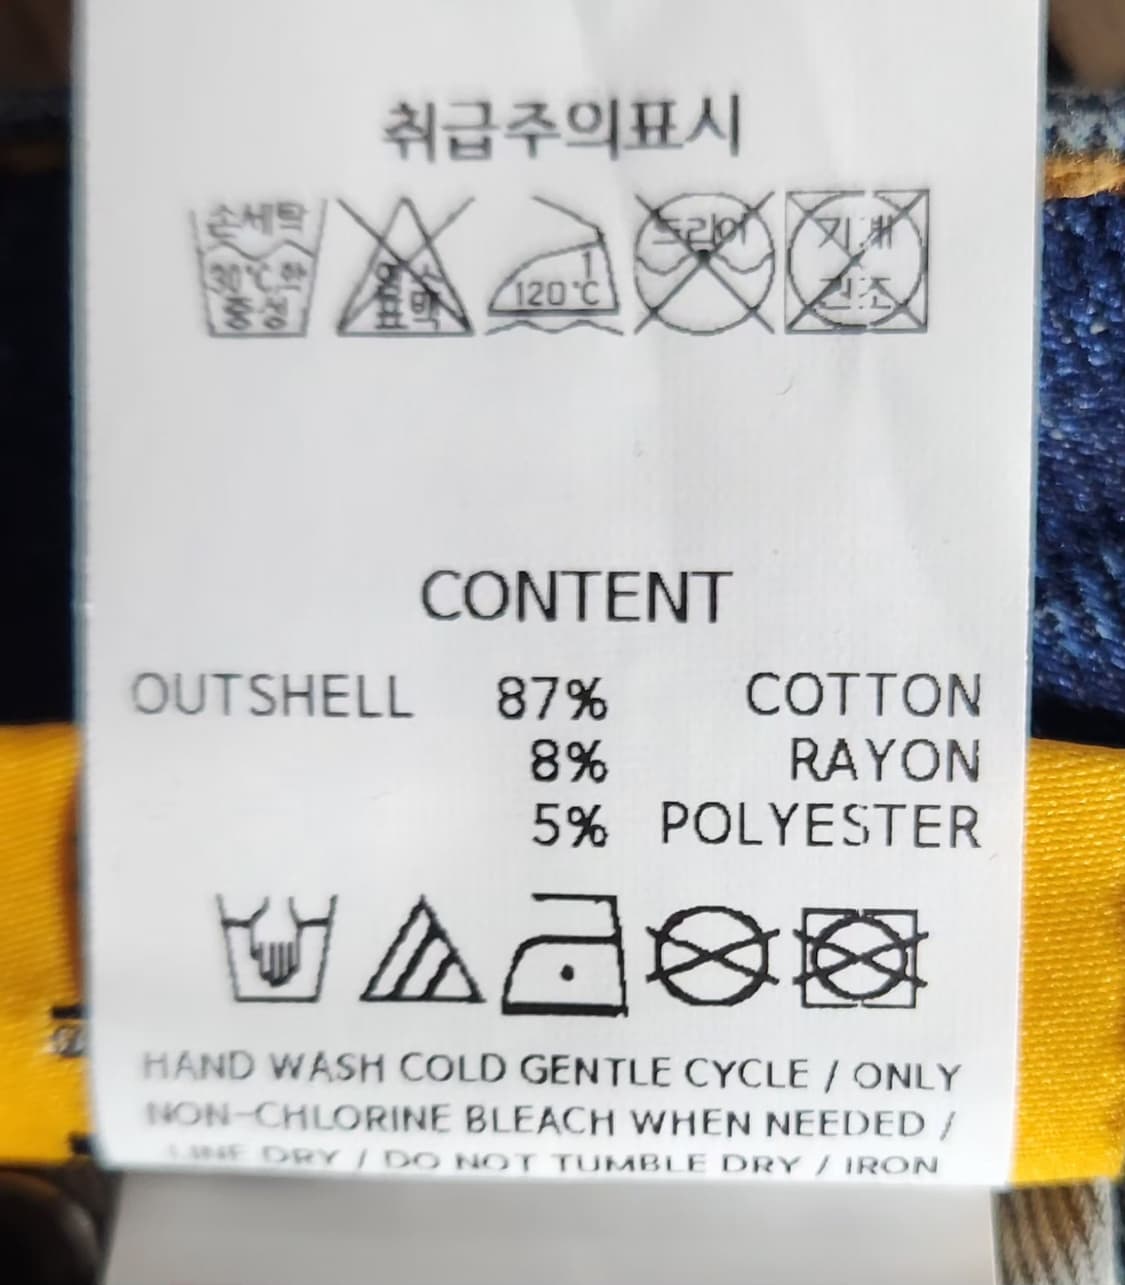 취급주의표시
손세탁 염소 드라이 기계
30℃ 약 표백 1 건조
중성 120℃
CONTENT
OUTSHELL 87% COTTON
8% RAYON
5% POLYESTER
HAND WASH COLD GENTLE CYCLE / ONLY
NON-CHLORINE BLEACH WHEN NEEDED /
LINE DRY / DO NOT TUMBLE DRY / IRON